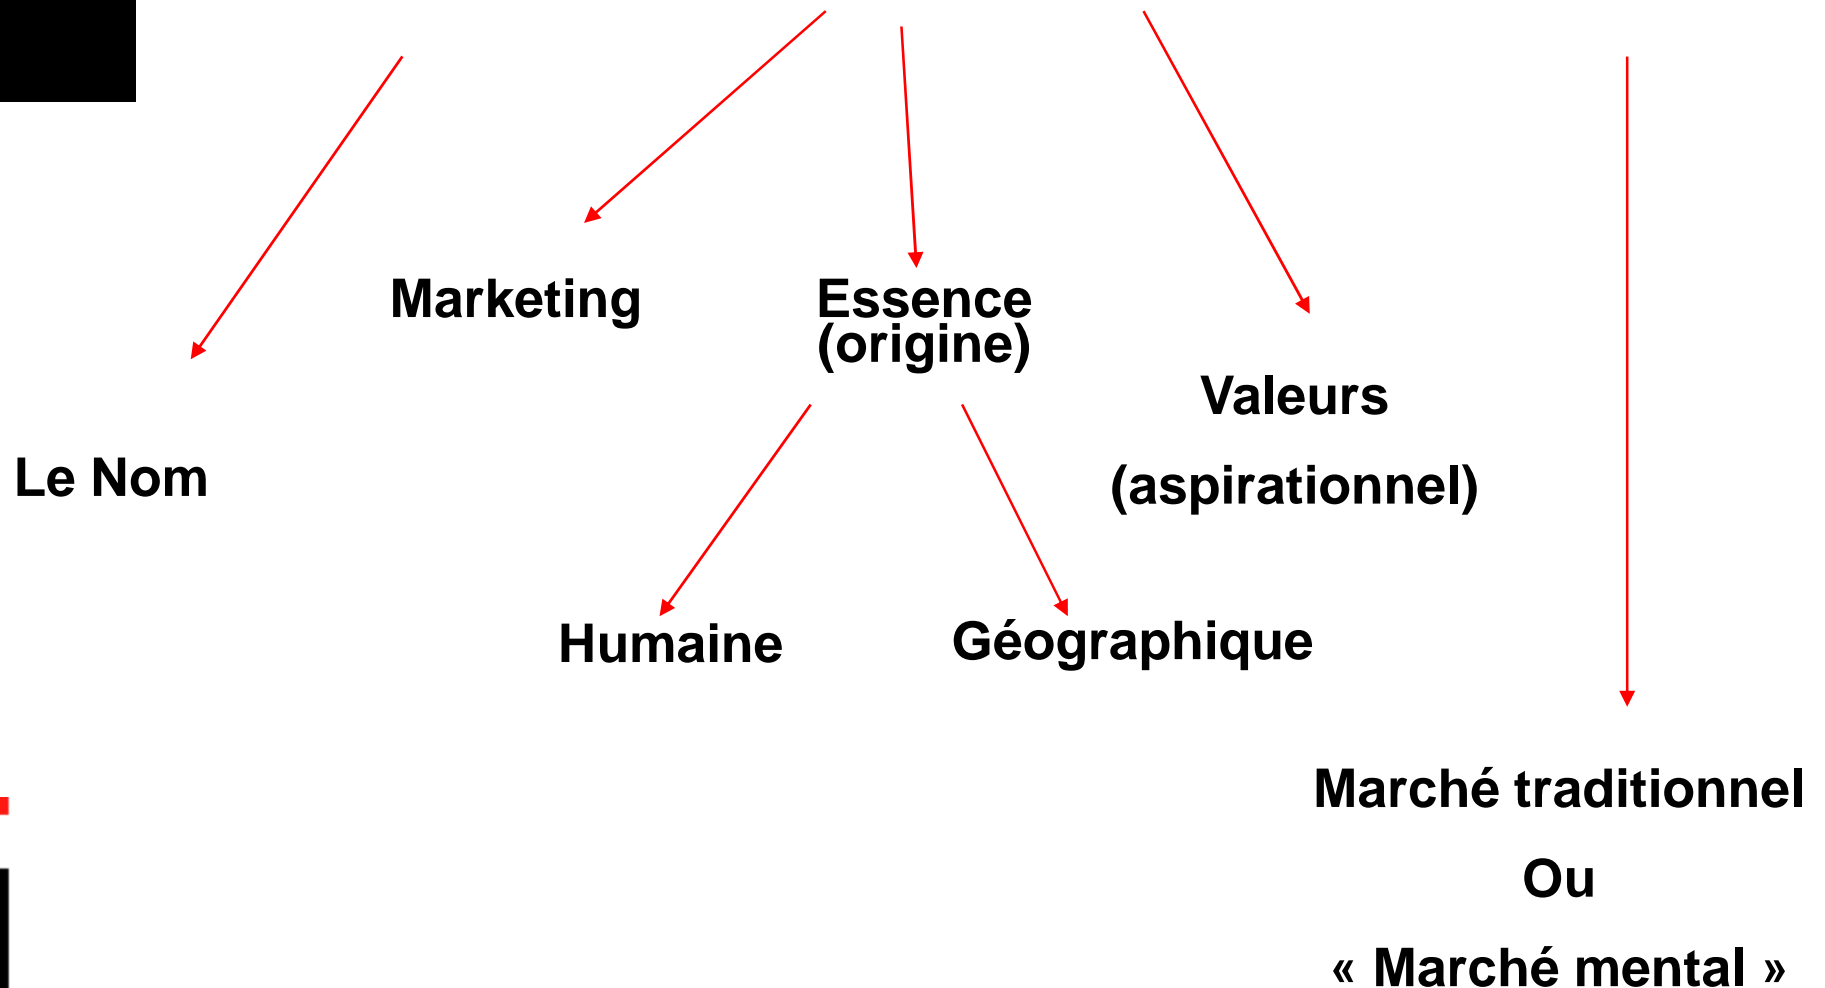 Marketing
Essence
(origine)
Valeurs
(aspirationnel)
Le Nom
Humaine
Géographique
Marché traditionnel
Ou
« Marché mental »